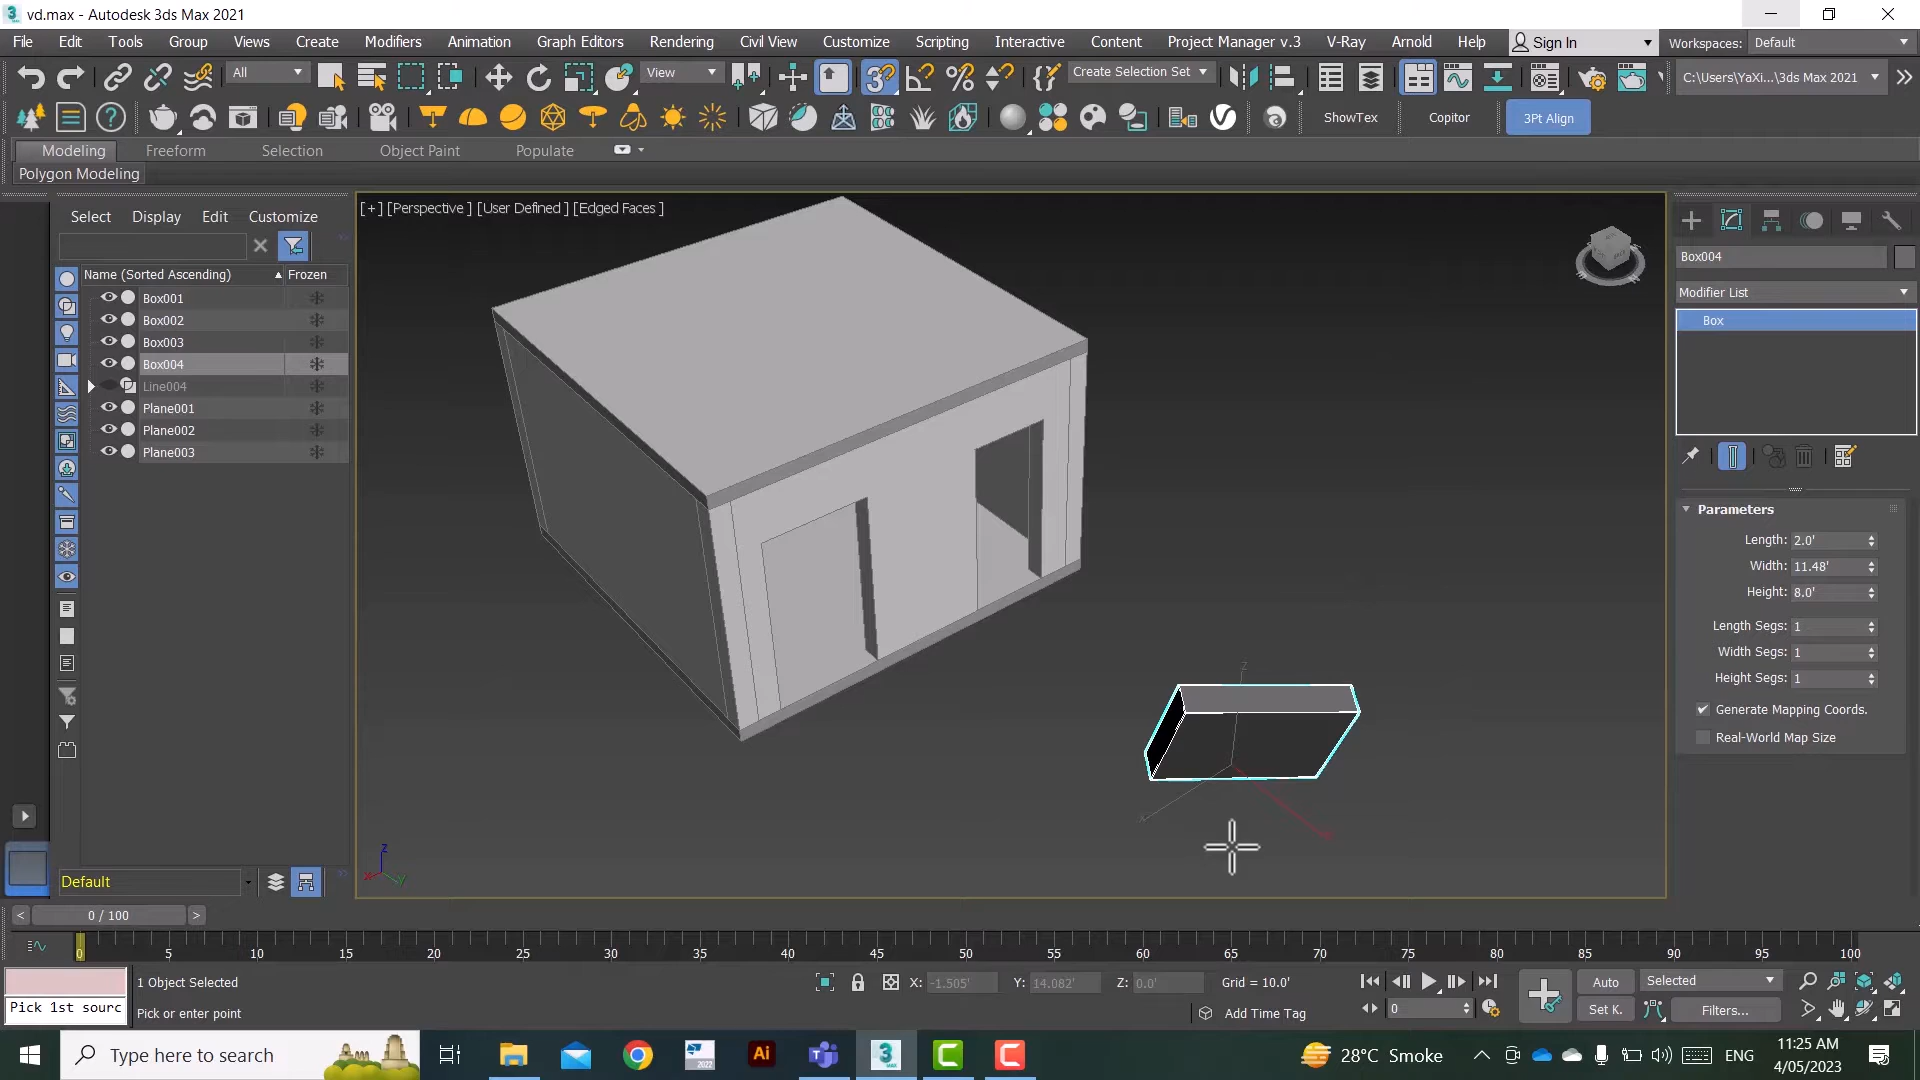 vd.max - Autodesk 3ds Max 2021
File Edit Tools Group Views Create Modifiers Animation Graph Editors Rendering Civil View Customize Scripting Interactive Content Project Manager v.3 V-Ray Arnold Help Sign In Workspaces: Default
All View Create Selection Set C:\Users\YaXi...\3ds Max 2021
ShowTex Copitor 3Pt Align
Modeling Freeform Selection Object Paint Populate
Polygon Modeling
Select Display Edit Customize
[+] [Perspective ] [User Defined ] [Edged Faces ]
Name (Sorted Ascending) Frozen
Box001
Box002
Box003
Box004
Line004
Plane001
Plane002
Plane003
Box004
Modifier List
Box
Parameters
Length: 2.0'
Width: 11.48'
Height: 8.0'
Length Segs: 1
Width Segs: 1
Height Segs: 1
Generate Mapping Coords.
Real-World Map Size
z
z
x
y
Default
< 0 / 100 >
0 5 10 15 20 25 30 35 40 45 50 55 60 65 70 75 80 85 90 95 100
1 Object Selected
X: -1.505' Y: 14.082' Z: 0.0' Grid = 10.0'
Auto Selected
Pick 1st sourc
Pick or enter point
Add Time Tag
0
Set K. Filters...
Type here to search
2022
Ai
28°C Smoke
ENG
11:25 AM
4/05/2023